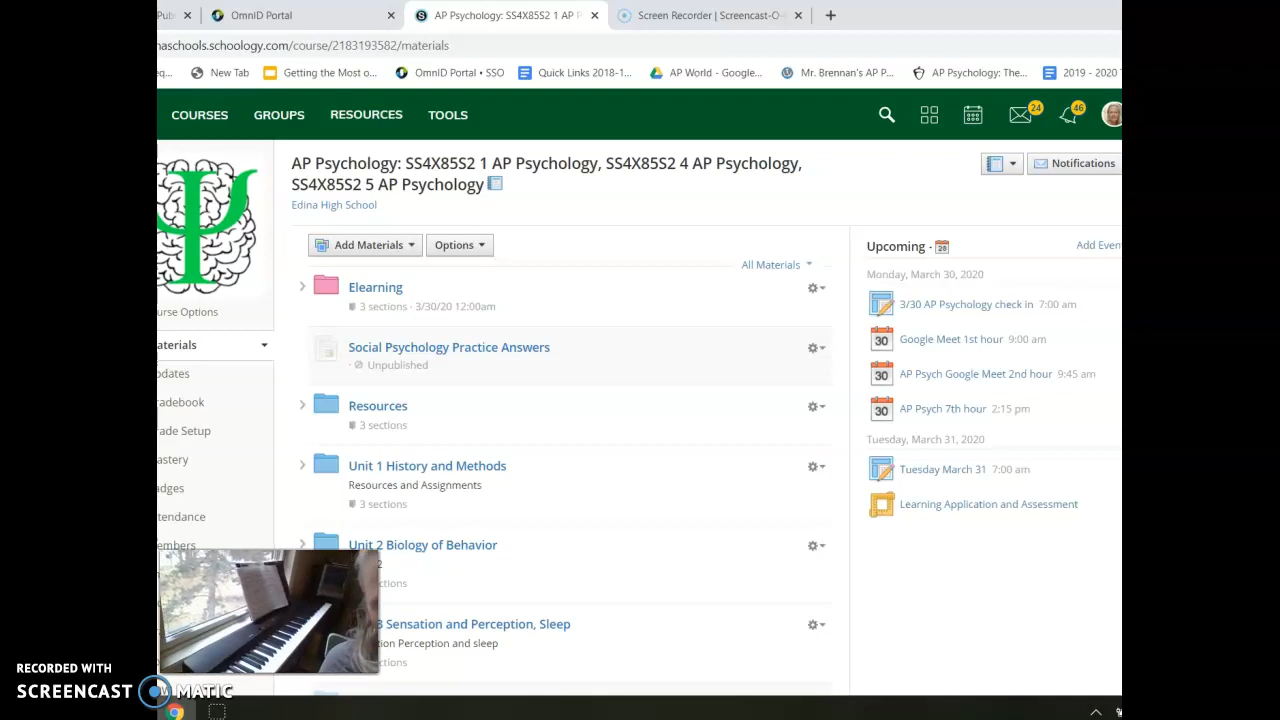 OmniD Portal
AP Psychology: SS4X85S2 1 AP P
Screen Recorder | Screencast-O-
naschools.schoology.com/course/2183193582/materials
New Tab
Getting the Most o...
OmniD Portal • SSO
Quick Links 2018-1...
AP World - Google...
Mr. Brennan's AP P...
AP Psychology: The...
2019 - 2020
COURSES
GROUPS
RESOURCES
TOOLS
24
46
AP Psychology: SS4X85S2 1 AP Psychology, SS4X85S2 4 AP Psychology,
SS4X85S2 5 AP Psychology
Edina High School
Notifications
Add Materials
Options
All Materials
Upcoming -
28
Add Even
Elearning
3 sections · 3/30/20 12:00am
Social Psychology Practice Answers
· Unpublished
Resources
3 sections
Unit 1 History and Methods
Resources and Assignments
3 sections
Unit 2 Biology of Behavior
2
ctions
3 Sensation and Perception, Sleep
ion Perception and sleep
ections
Monday, March 30, 2020
3/30 AP Psychology check in 7:00 am
30 Google Meet 1st hour 9:00 am
30 AP Psych Google Meet 2nd hour 9:45 am
30 AP Psych 7th hour 2:15 pm
Tuesday, March 31, 2020
Tuesday March 31 7:00 am
Learning Application and Assessment
urse Options
aterials
odates
radebook
rade Setup
astery
adges
tendance
embers
RECORDED WITH
SCREENCAST MATIC